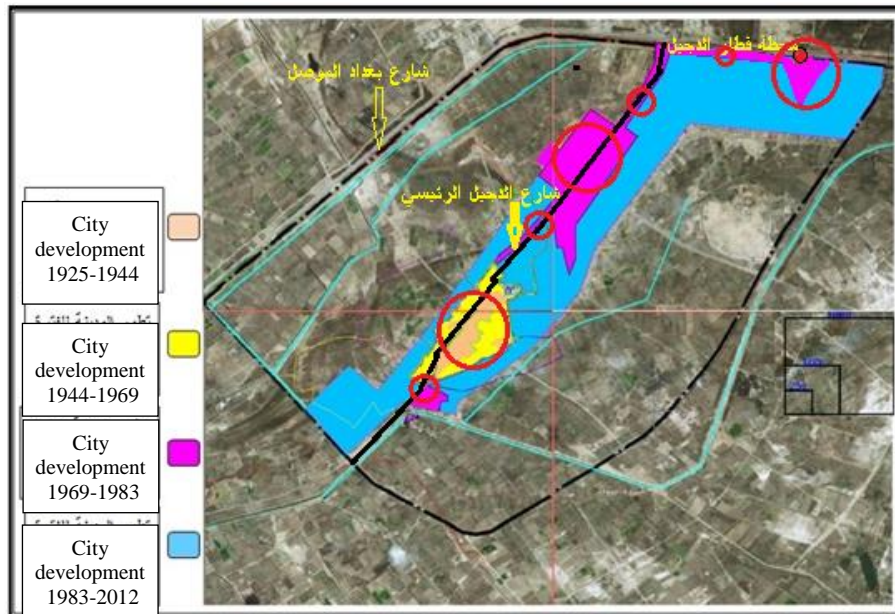 محطة قطار الدجيل
شارع بغداد الموصل
شارع الدجيل الرئيسي
City
development
1925-1944
City
development
1944-1969
City
development
1969-1983
City
development
1983-2012